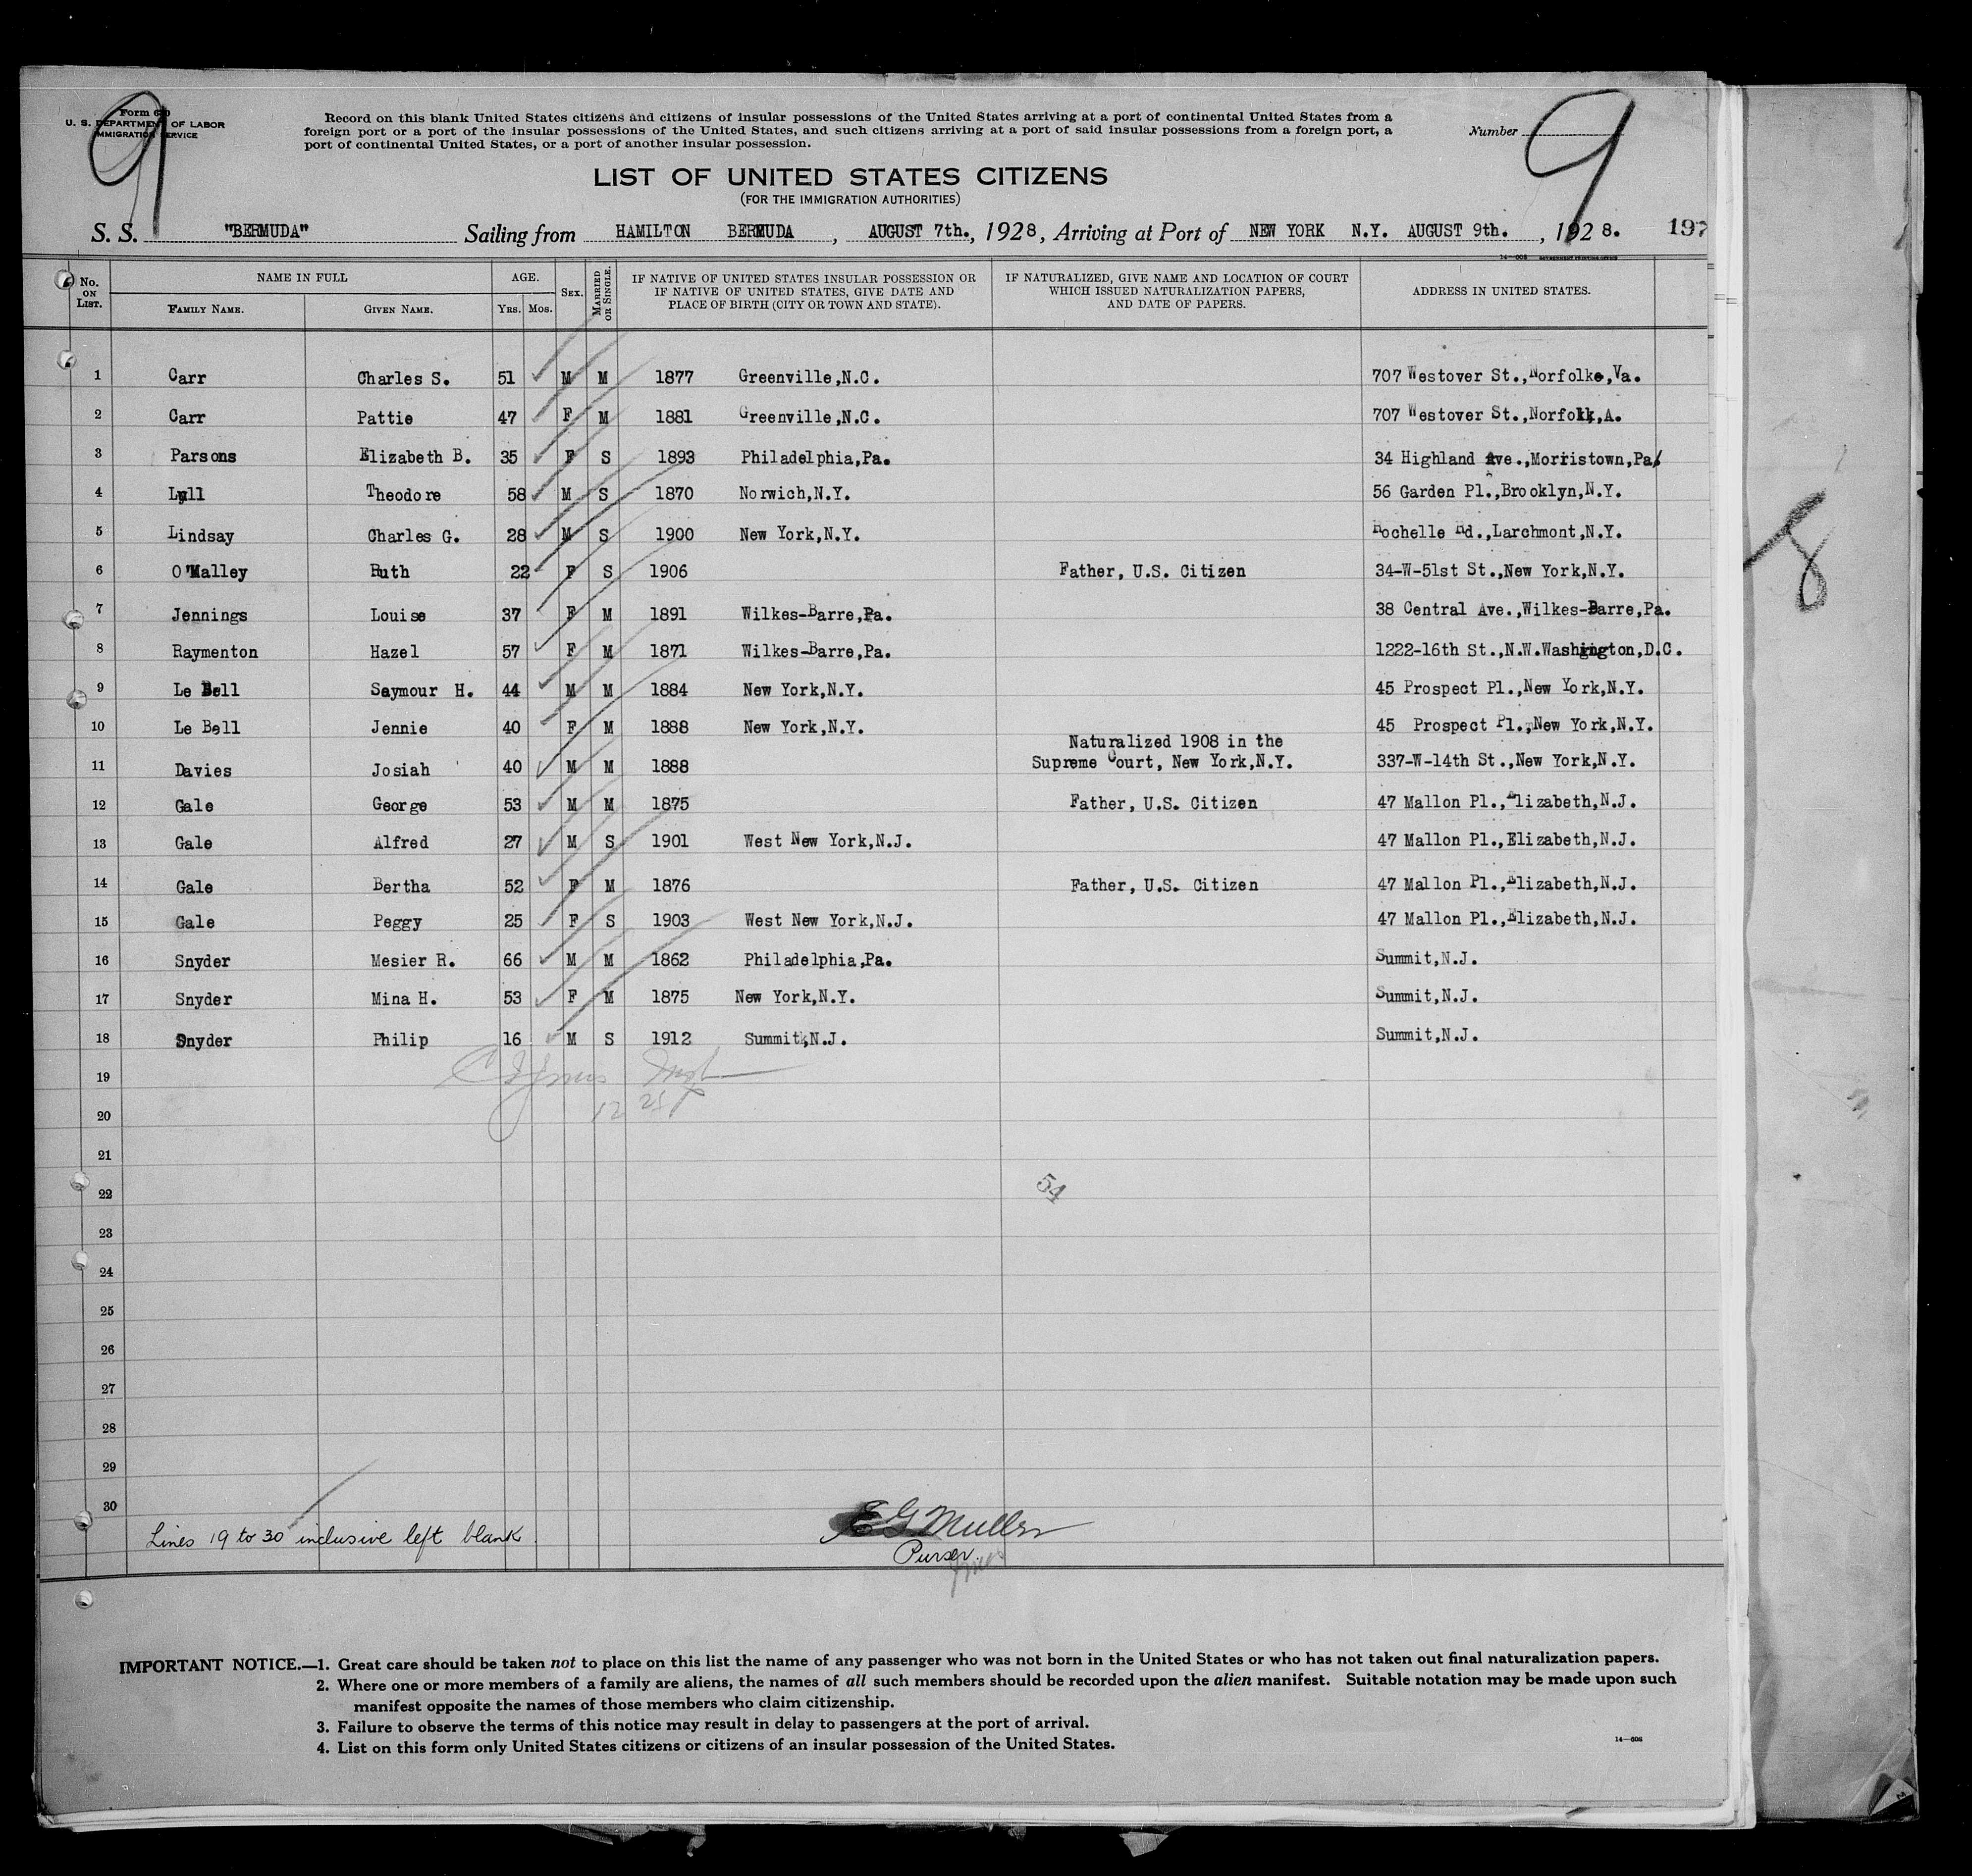 Form 630
U. S. DEPARTMENT OF LABOR
IMMIGRATION SERVICE
9
Record on this blank United States citizens and citizens of insular possessions of the United States arriving at a port of continental United States from a
foreign port or a port of the insular possessions of the United States, and such citizens arriving at a port of said insular possessions from a foreign port, a
port of continental United States, or a port of another insular possession.
Number 9
LIST OF UNITED STATES CITIZENS
(FOR THE IMMIGRATION AUTHORITIES)
S. S. "BERMUDA" Sailing from HAMILTON BERMUDA, AUGUST 7th., 1928, Arriving at Port of NEW YORK N.Y. AUGUST 9th., 1928. 197
No. ON LIST. NAME IN FULL AGE. SEX. MARRIED OR SINGLE. IF NATIVE OF UNITED STATES INSULAR POSSESSION OR IF NATIVE OF UNITED STATES, GIVE DATE AND PLACE OF BIRTH (CITY OR TOWN AND STATE). IF NATURALIZED, GIVE NAME AND LOCATION OF COURT WHICH ISSUED NATURALIZATION PAPERS, AND DATE OF PAPERS. ADDRESS IN UNITED STATES.
FAMILY NAME. GIVEN NAME. YRS. MOS.
1 Carr Charles S. 51 M M 1877 Greenville,N.C. 707 Westover St.,Norfolke,Va.
2 Carr Pattie 47 F M 1881 Greenville,N.C. 707 Westover St.,Norfolk,A.
3 Parsons Elizabeth B. 35 F S 1893 Philadelphia,Pa. 34 Highland Ave.,Morristown,Pa/
4 Lyll Theodore 58 M S 1870 Norwich,N.Y. 56 Garden Pl.,Brooklyn,N.Y.
5 Lindsay Charles G. 28 M S 1900 New York,N.Y. Rochelle Rd.,Larchmont,N.Y.
6 O'Malley Ruth 22 F S 1906 Father, U.S. Citizen 34-W-51st St.,New York,N.Y.
7 Jennings Louise 37 F M 1891 Wilkes-Barre,Pa. 38 Central Ave.,Wilkes-Barre,Pa.
8 Raymenton Hazel 57 F M 1871 Wilkes-Barre,Pa. 1222-16th St.,N.W.Washington,D.C.
9 Le Bell Saymour H. 44 M M 1884 New York,N.Y. 45 Prospect Pl.,New York,N.Y.
10 Le Bell Jennie 40 F M 1888 New York,N.Y. 45 Prospect Pl.,New York,N.Y.
Naturalized 1908 in the
11 Davies Josiah 40 M M 1888 Supreme Court, New York,N.Y. 337-W-14th St.,New York,N.Y.
12 Gale George 53 M M 1875 Father, U.S. Citizen 47 Mallon Pl.,Elizabeth,N.J.
13 Gale Alfred 27 M S 1901 West New York,N.J. 47 Mallon Pl.,Elizabeth,N.J.
14 Gale Bertha 52 F M 1876 Father, U.S. Citizen 47 Mallon Pl.,Elizabeth,N.J.
15 Gale Peggy 25 F S 1903 West New York,N.J. 47 Mallon Pl.,Elizabeth,N.J.
16 Snyder Mesier R. 66 M M 1862 Philadelphia,Pa. Summit,N.J.
17 Snyder Mina H. 53 F M 1875 New York,N.Y. Summit,N.J.
18 Snyder Philip 16 M S 1912 Summit,N.J. Summit,N.J.
19
20
21
22
54
23
24
25
26
27
28
29
30
Lines 19 to 30 inclusive left blank
E G Muller
Purser.
IMPORTANT NOTICE.—1. Great care should be taken not to place on this list the name of any passenger who was not born in the United States or who has not taken out final naturalization papers.
2. Where one or more members of a family are aliens, the names of all such members should be recorded upon the alien manifest. Suitable notation may be made upon such
manifest opposite the names of those members who claim citizenship.
3. Failure to observe the terms of this notice may result in delay to passengers at the port of arrival.
4. List on this form only United States citizens or citizens of an insular possession of the United States.
8